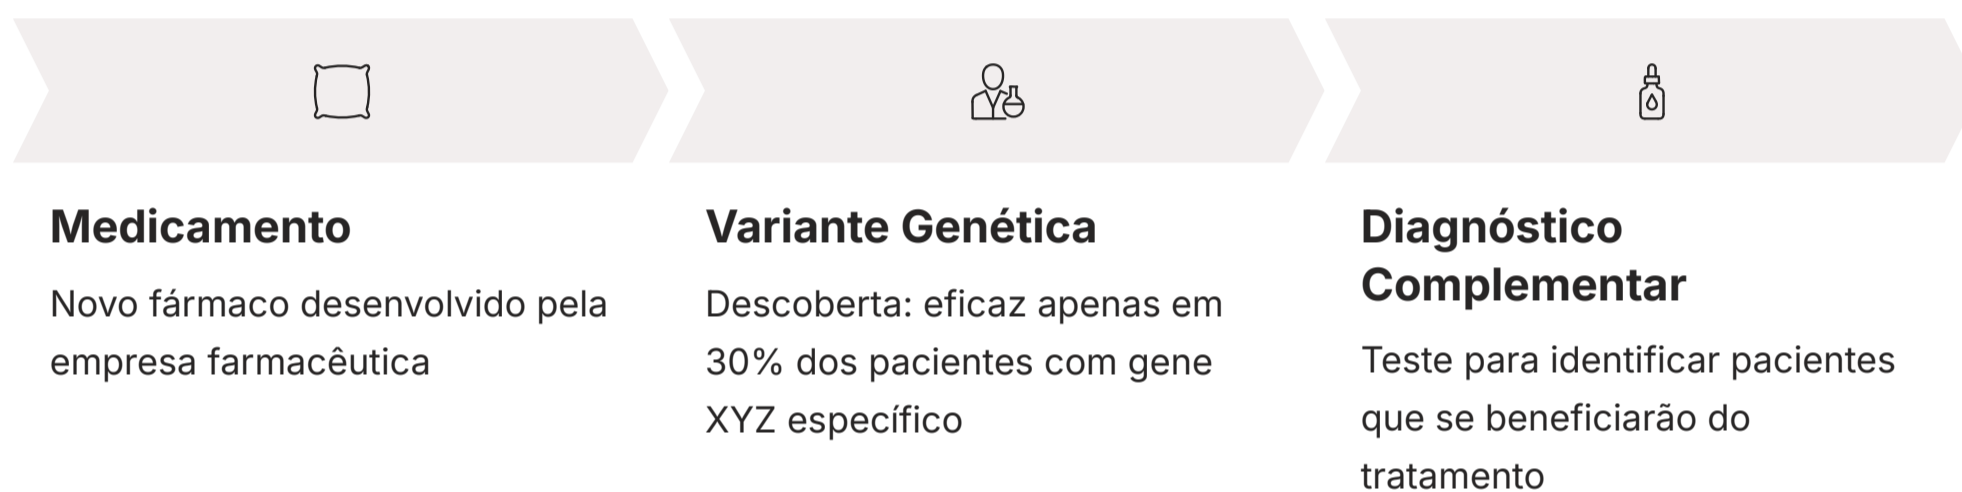 Medicamento
Novo fármaco desenvolvido pela
empresa farmacêutica
Variante Genética
Descoberta: eficaz apenas em
30% dos pacientes com gene
XYZ específico
Diagnóstico
Complementar
Teste para identificar pacientes
que se beneficiarão do
tratamento